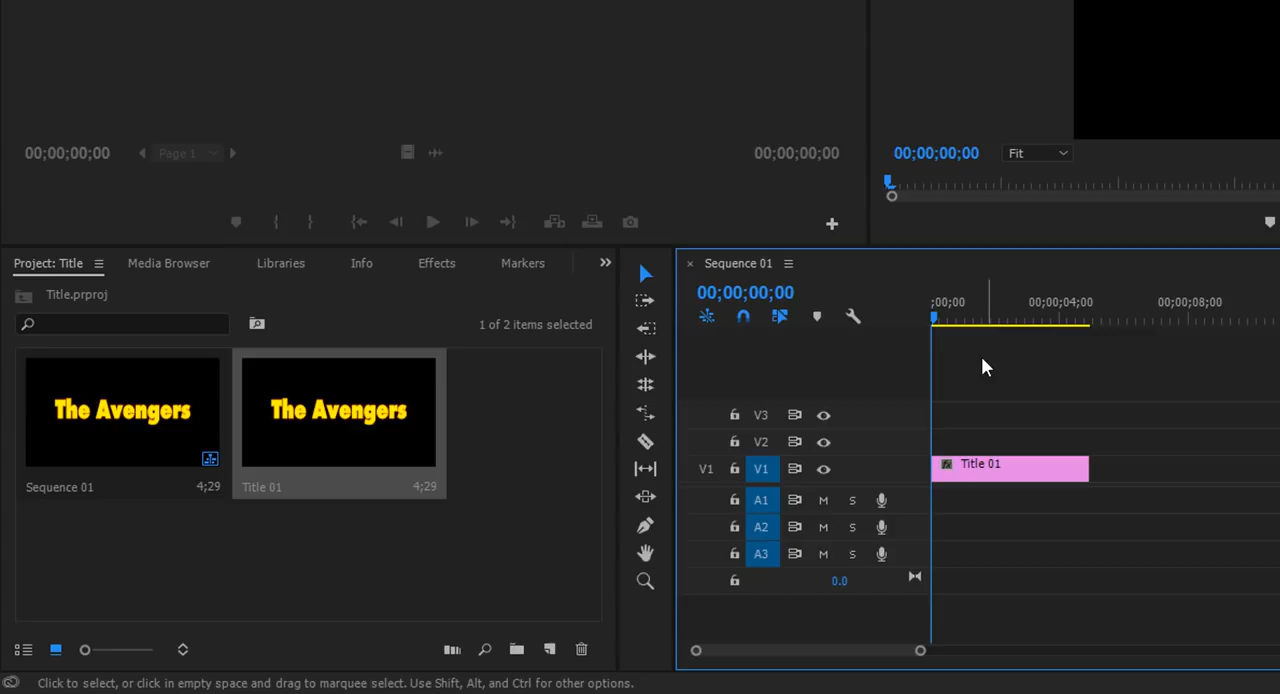 00;00;00;00
Page 1
00;00;00;00
00;00;00;00
Fit
Project: Title
Media Browser
Libraries
Info
Effects
Markers
Title.prproj
1 of 2 items selected
The Avengers
Sequence 01
4;29
The Avengers
Title 01
4;29
Sequence 01
00;00;00;00
;00;00
00;00;04;00
00;00;08;00
V3
V2
V1
V1
Title 01
A1
M
S
A2
M
S
A3
M
S
0.0
Click to select, or click in empty space and drag to marquee select. Use Shift, Alt, and Ctrl for other options.